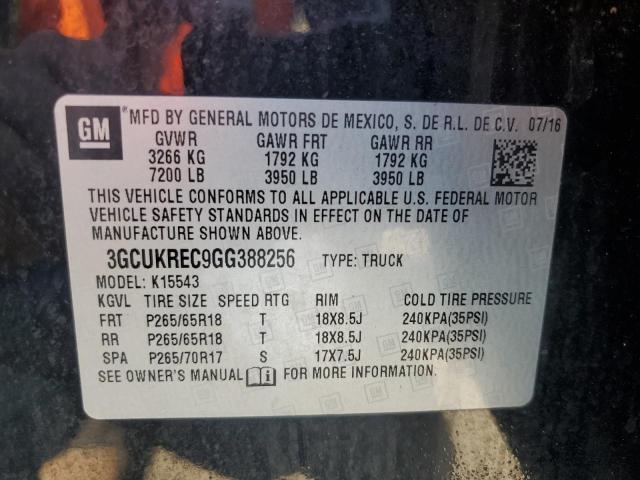 GM
®MFD BY GENERAL MOTORS DE MEXICO, S. DE R.L. DE C.V. 07/16
GVWR GAWR FRT GAWR RR
3266 KG 1792 KG 1792 KG
7200 LB 3950 LB 3950 LB
THIS VEHICLE CONFORMS TO ALL APPLICABLE U.S. FEDERAL MOTOR
VEHICLE SAFETY STANDARDS IN EFFECT ON THE DATE OF
MANUFACTURE SHOWN ABOVE.
3GCUKREC9GG388256 TYPE: TRUCK
MODEL: K15543
KGVL TIRE SIZE SPEED RTG RIM COLD TIRE PRESSURE
FRT P265/65R18 T 18X8.5J 240KPA(35PSI)
RR P265/65R18 T 18X8.5J 240KPA(35PSI)
SPA P265/70R17 S 17X7.5J 240KPA(35PSI)
SEE OWNER'S MANUAL FOR MORE INFORMATION.